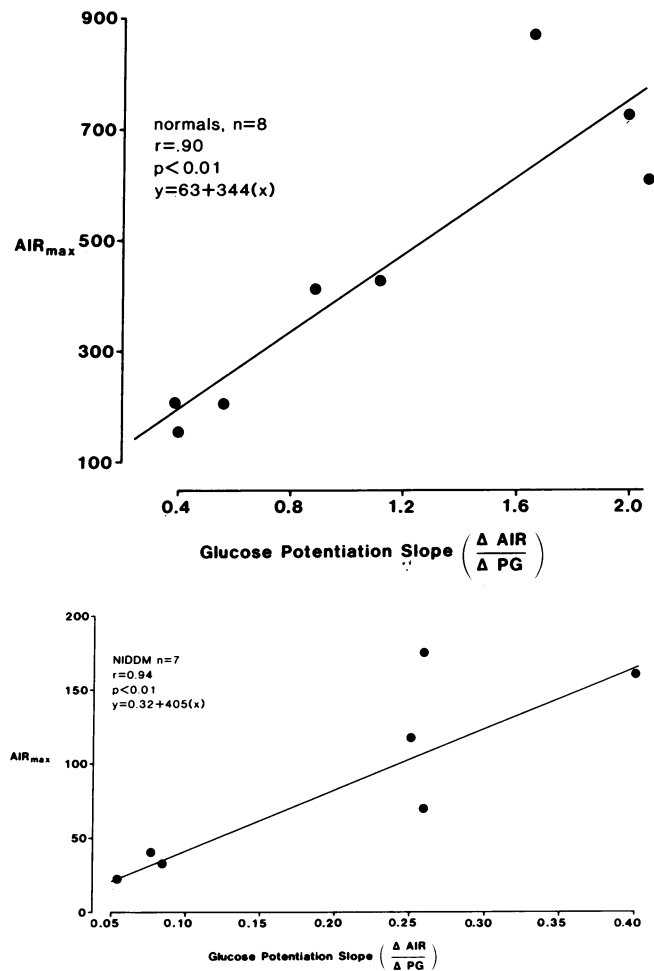 900
700
500
300
100
AIRmax
normals, n=8
r=.90
p<0.01
y=63+344(x)
0.4 0.8 1.2 1.6 2.0
Glucose Potentiation Slope (Δ AIR / Δ PG)
200
150
100
50
0
AIRmax
NIDDM n=7
r=0.94
p<0.01
y=0.32+405(x)
0.05 0.10 0.15 0.20 0.25 0.30 0.35 0.40
Glucose Potentiation Slope (Δ AIR / Δ PG)